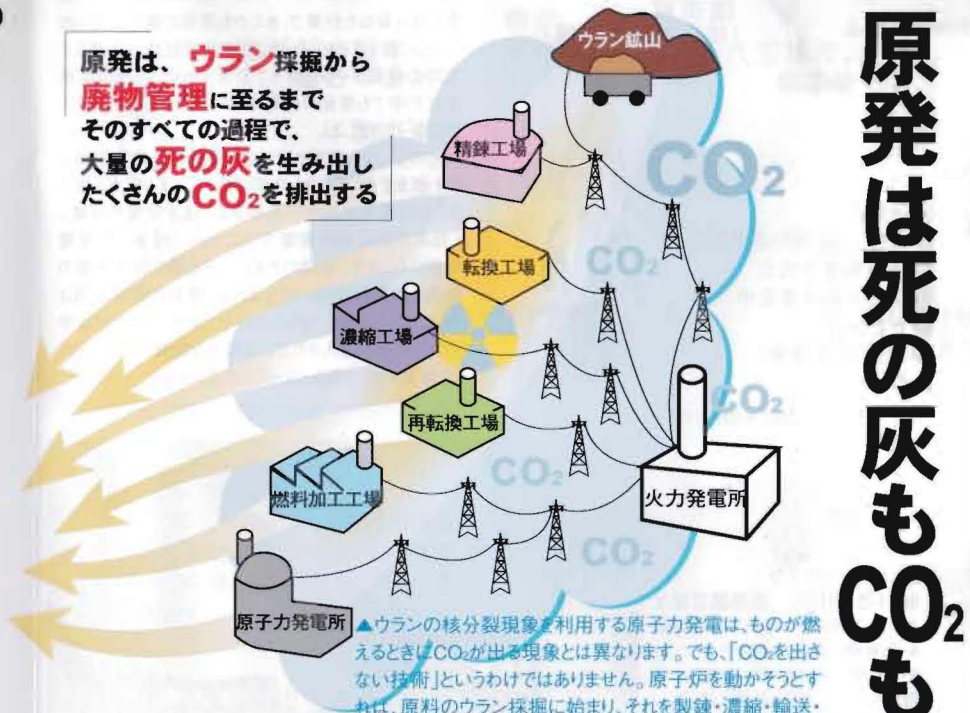 原発は死の灰もCO₂も
原発は、ウラン採掘から
廃物管理に至るまで
そのすべての過程で、
大量の死の灰を生み出し
たくさんのCO₂を排出する
ウラン鉱山
精錬工場
CO₂
転換工場
CO₂
濃縮工場
CO₂
再転換工場
CO₂
燃料加工工場
火力発電所
CO₂
原子力発電所
▲ウランの核分裂現象を利用する原子力発電は、ものが燃
えるときにCO₂が出る現象とは異なります。でも、「CO₂を出さ
ない技術」というわけではありません。原子炉を動かそうとす
れば、原料のウラン採掘に始まり、それを製錬・濃縮・輸送・